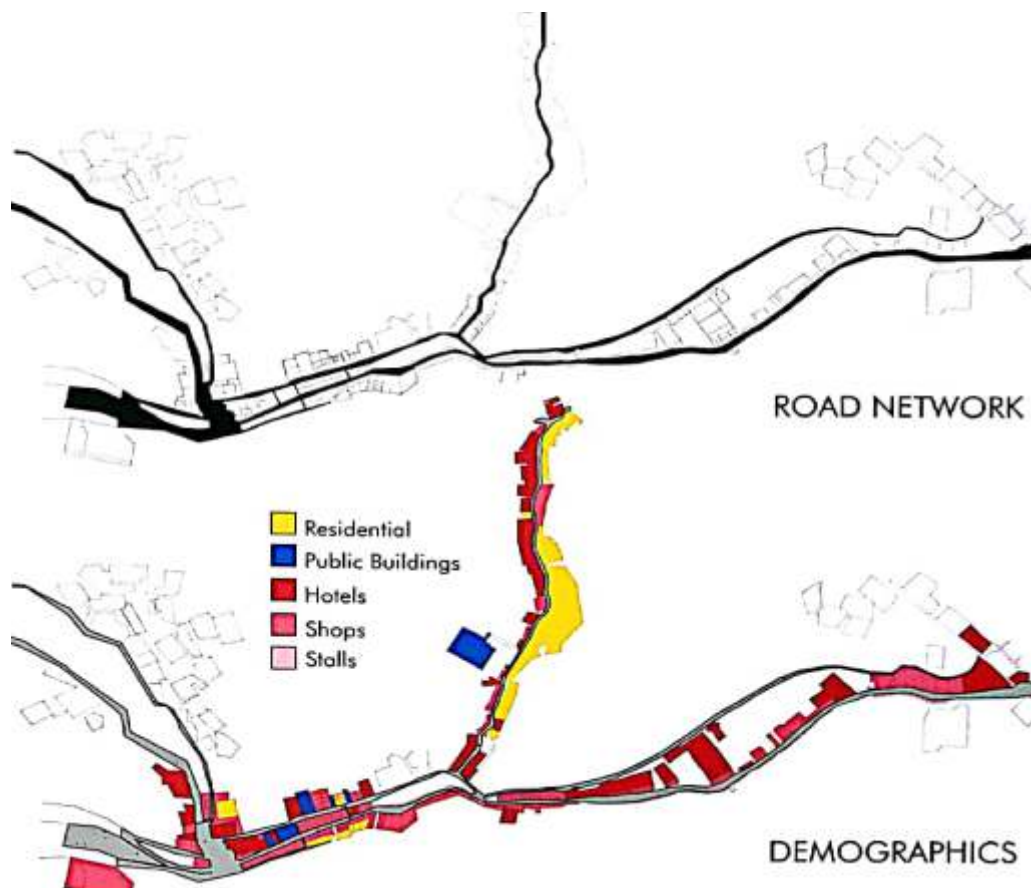 ROAD NETWORK
Residential
Public Buildings
Hotels
Shops
Stalls
DEMOGRAPHICS